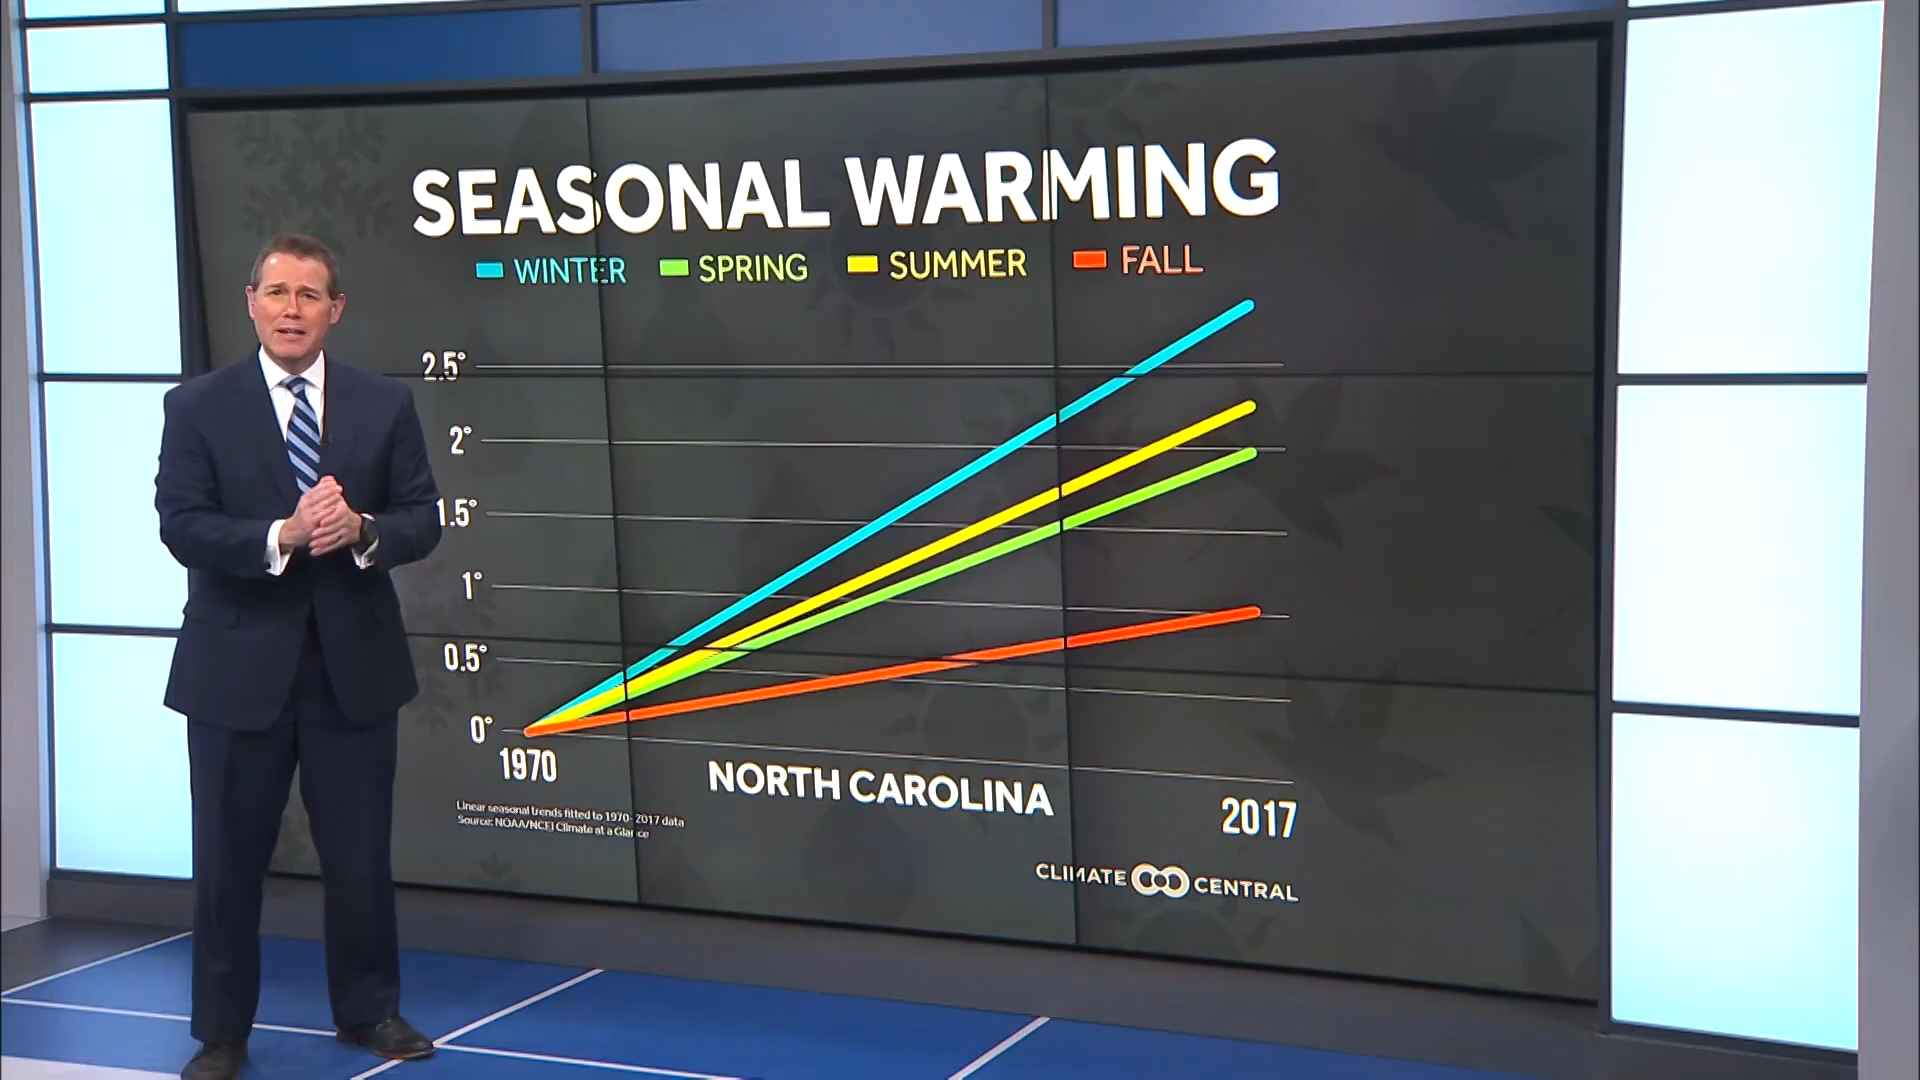 SEASONAL WARMING
WINTER SPRING SUMMER FALL
2.5°
2°
1.5°
1°
0.5°
0°
1970
NORTH CAROLINA
2017
Linear seasonal trends fitted to 1970-2017 data
Source: NOAA/NCEI Climate at a Glance
CLIMATE CENTRAL